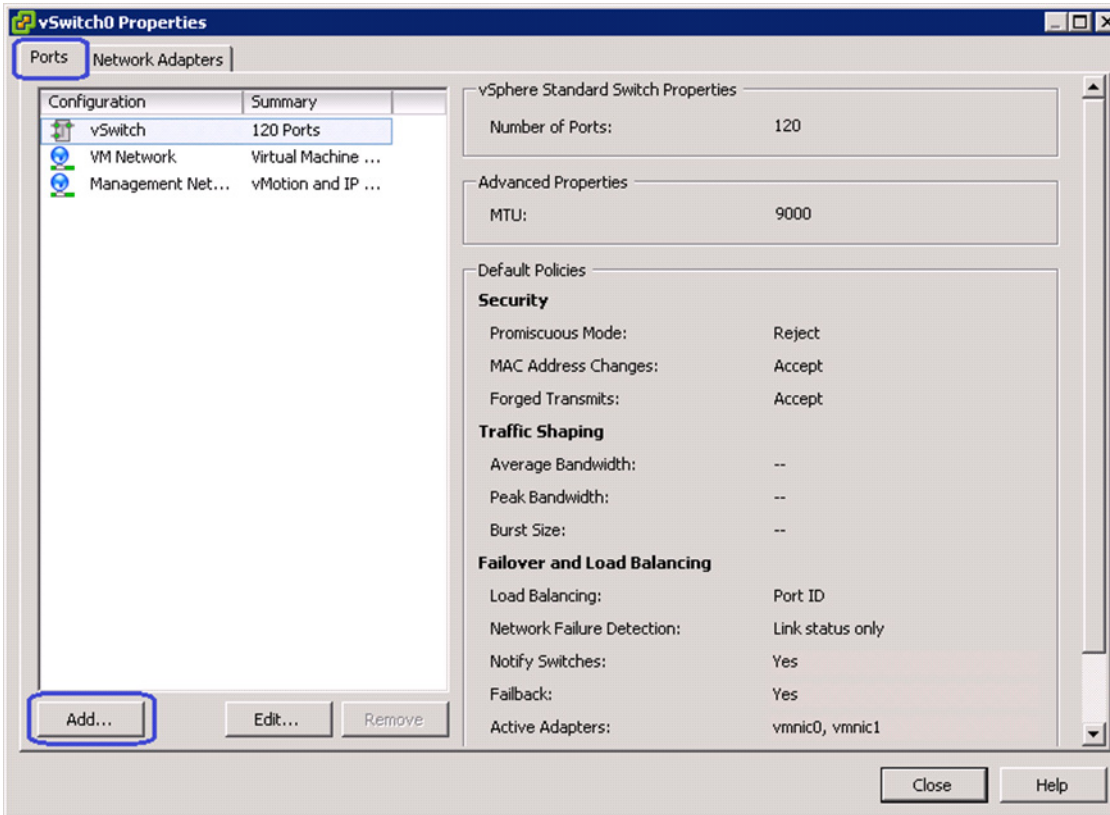 vSwitch0 Properties
Ports Network Adapters
Configuration Summary
vSwitch 120 Ports
VM Network Virtual Machine ...
Management Net... vMotion and IP ...
Add... Edit... Remove
vSphere Standard Switch Properties
Number of Ports: 120
Advanced Properties
MTU: 9000
Default Policies
Security
Promiscuous Mode: Reject
MAC Address Changes: Accept
Forged Transmits: Accept
Traffic Shaping
Average Bandwidth: --
Peak Bandwidth: --
Burst Size: --
Failover and Load Balancing
Load Balancing: Port ID
Network Failure Detection: Link status only
Notify Switches: Yes
Failback: Yes
Active Adapters: vmnic0, vmnic1
Close Help